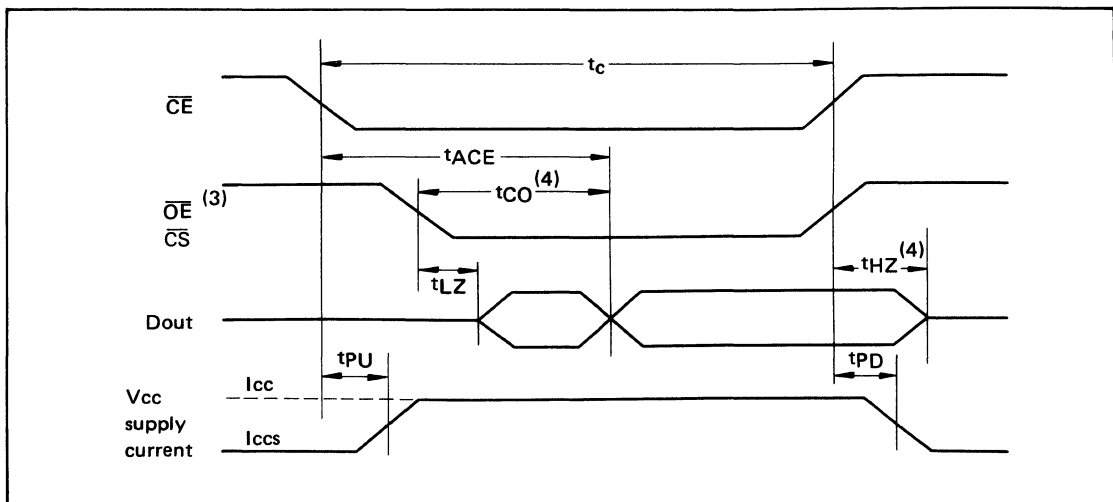 tC
CE
tACE
tCO(4)
OE(3)
CS
tHZ(4)
tLZ
Dout
tPU
tPD
Vcc
Icc
supply
current
Iccs